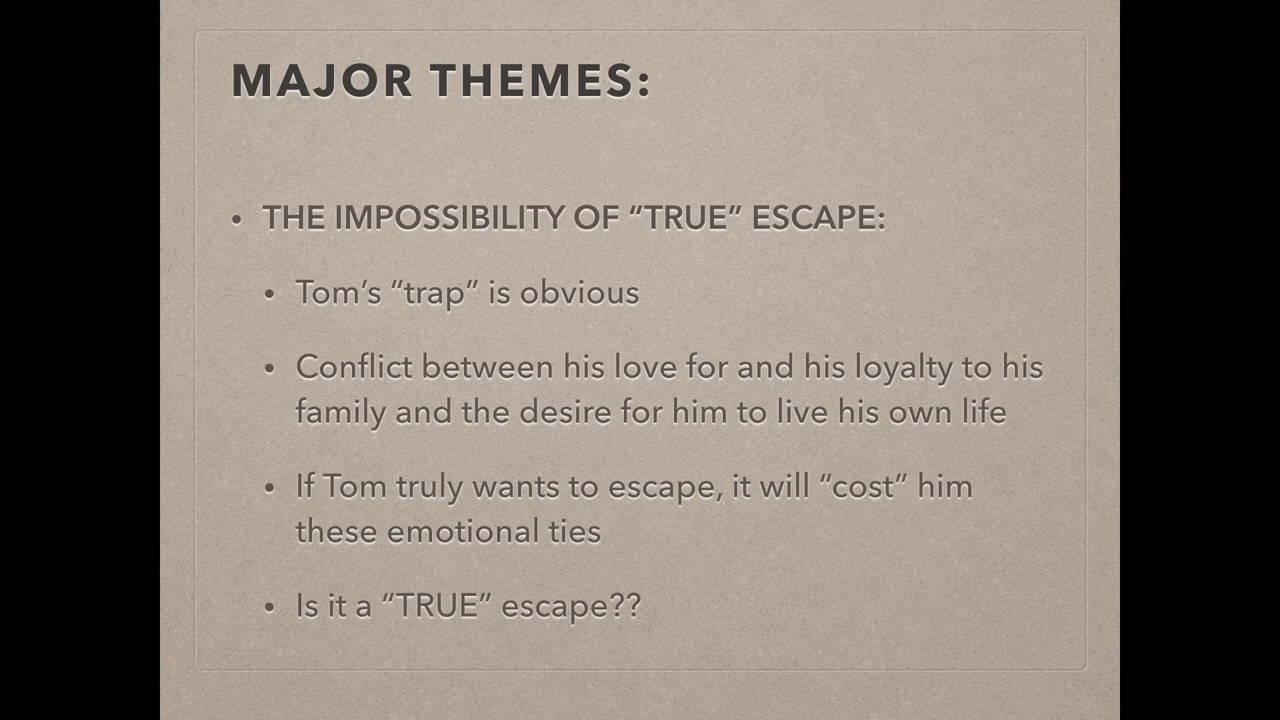 MAJOR THEMES:
• THE IMPOSSIBILITY OF “TRUE” ESCAPE:
• Tom’s “trap” is obvious
• Conflict between his love for and his loyalty to his
family and the desire for him to live his own life
• If Tom truly wants to escape, it will “cost” him
these emotional ties
• Is it a “TRUE” escape??